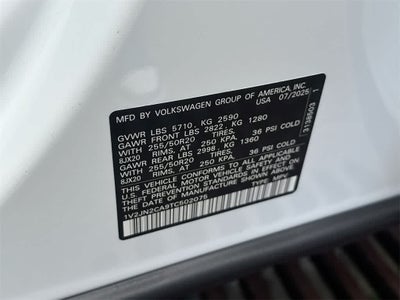 MFD BY VOLKSWAGEN GROUP OF AMERICA, INC.
USA 07/2025
GVWR LBS 5710, KG 2590
GAWR FRONT LBS 2822 KG 1280
WITH 255/50R20 TIRES,
8JX20 RIMS, AT 250 KPA, 36 PSI COLD
GAWR REAR LBS 2998 KG 1360
WITH 255/50R20 TIRES,
8JX20 RIMS, AT 250 KPA, 36 PSI COLD
THIS VEHICLE CONFORMS TO ALL APPLICABLE
FEDERAL MOTOR VEHICLE
SAFETY AND THEFT PREVENTION
STANDARDS IN EFFECT ON THE DATE OF
MANUFACTURE SHOWN ABOVE.
TYPE: MPV